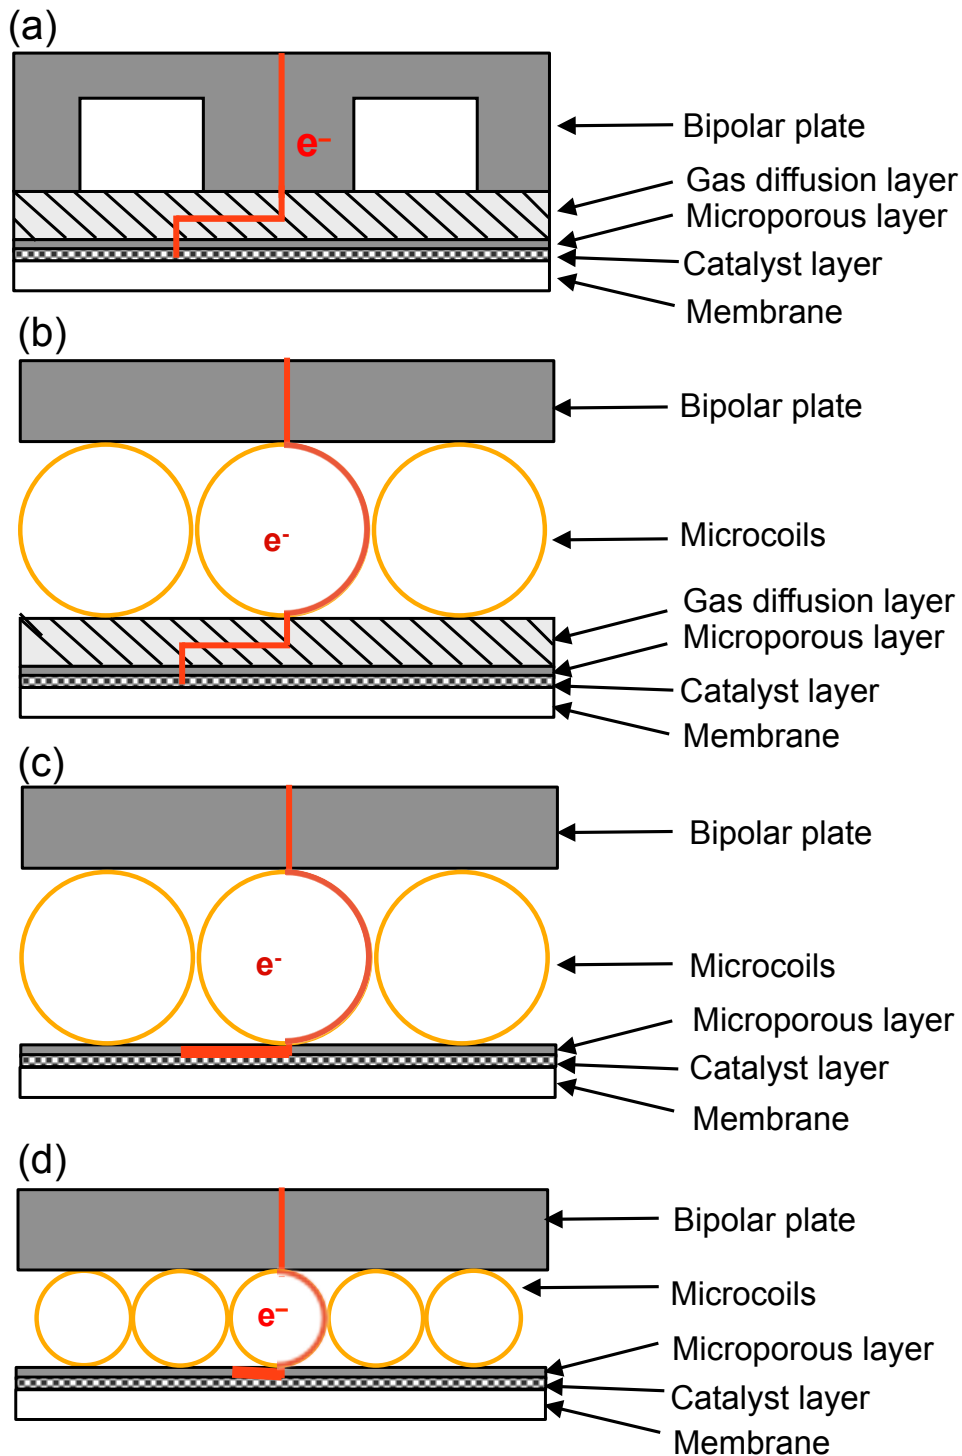 (a)
e–
Bipolar plate
Gas diffusion layer
Microporous layer
Catalyst layer
Membrane
(b)
Bipolar plate
e-
Microcoils
Gas diffusion layer
Microporous layer
Catalyst layer
Membrane
(c)
Bipolar plate
e-
Microcoils
Microporous layer
Catalyst layer
Membrane
(d)
Bipolar plate
e–
Microcoils
Microporous layer
Catalyst layer
Membrane